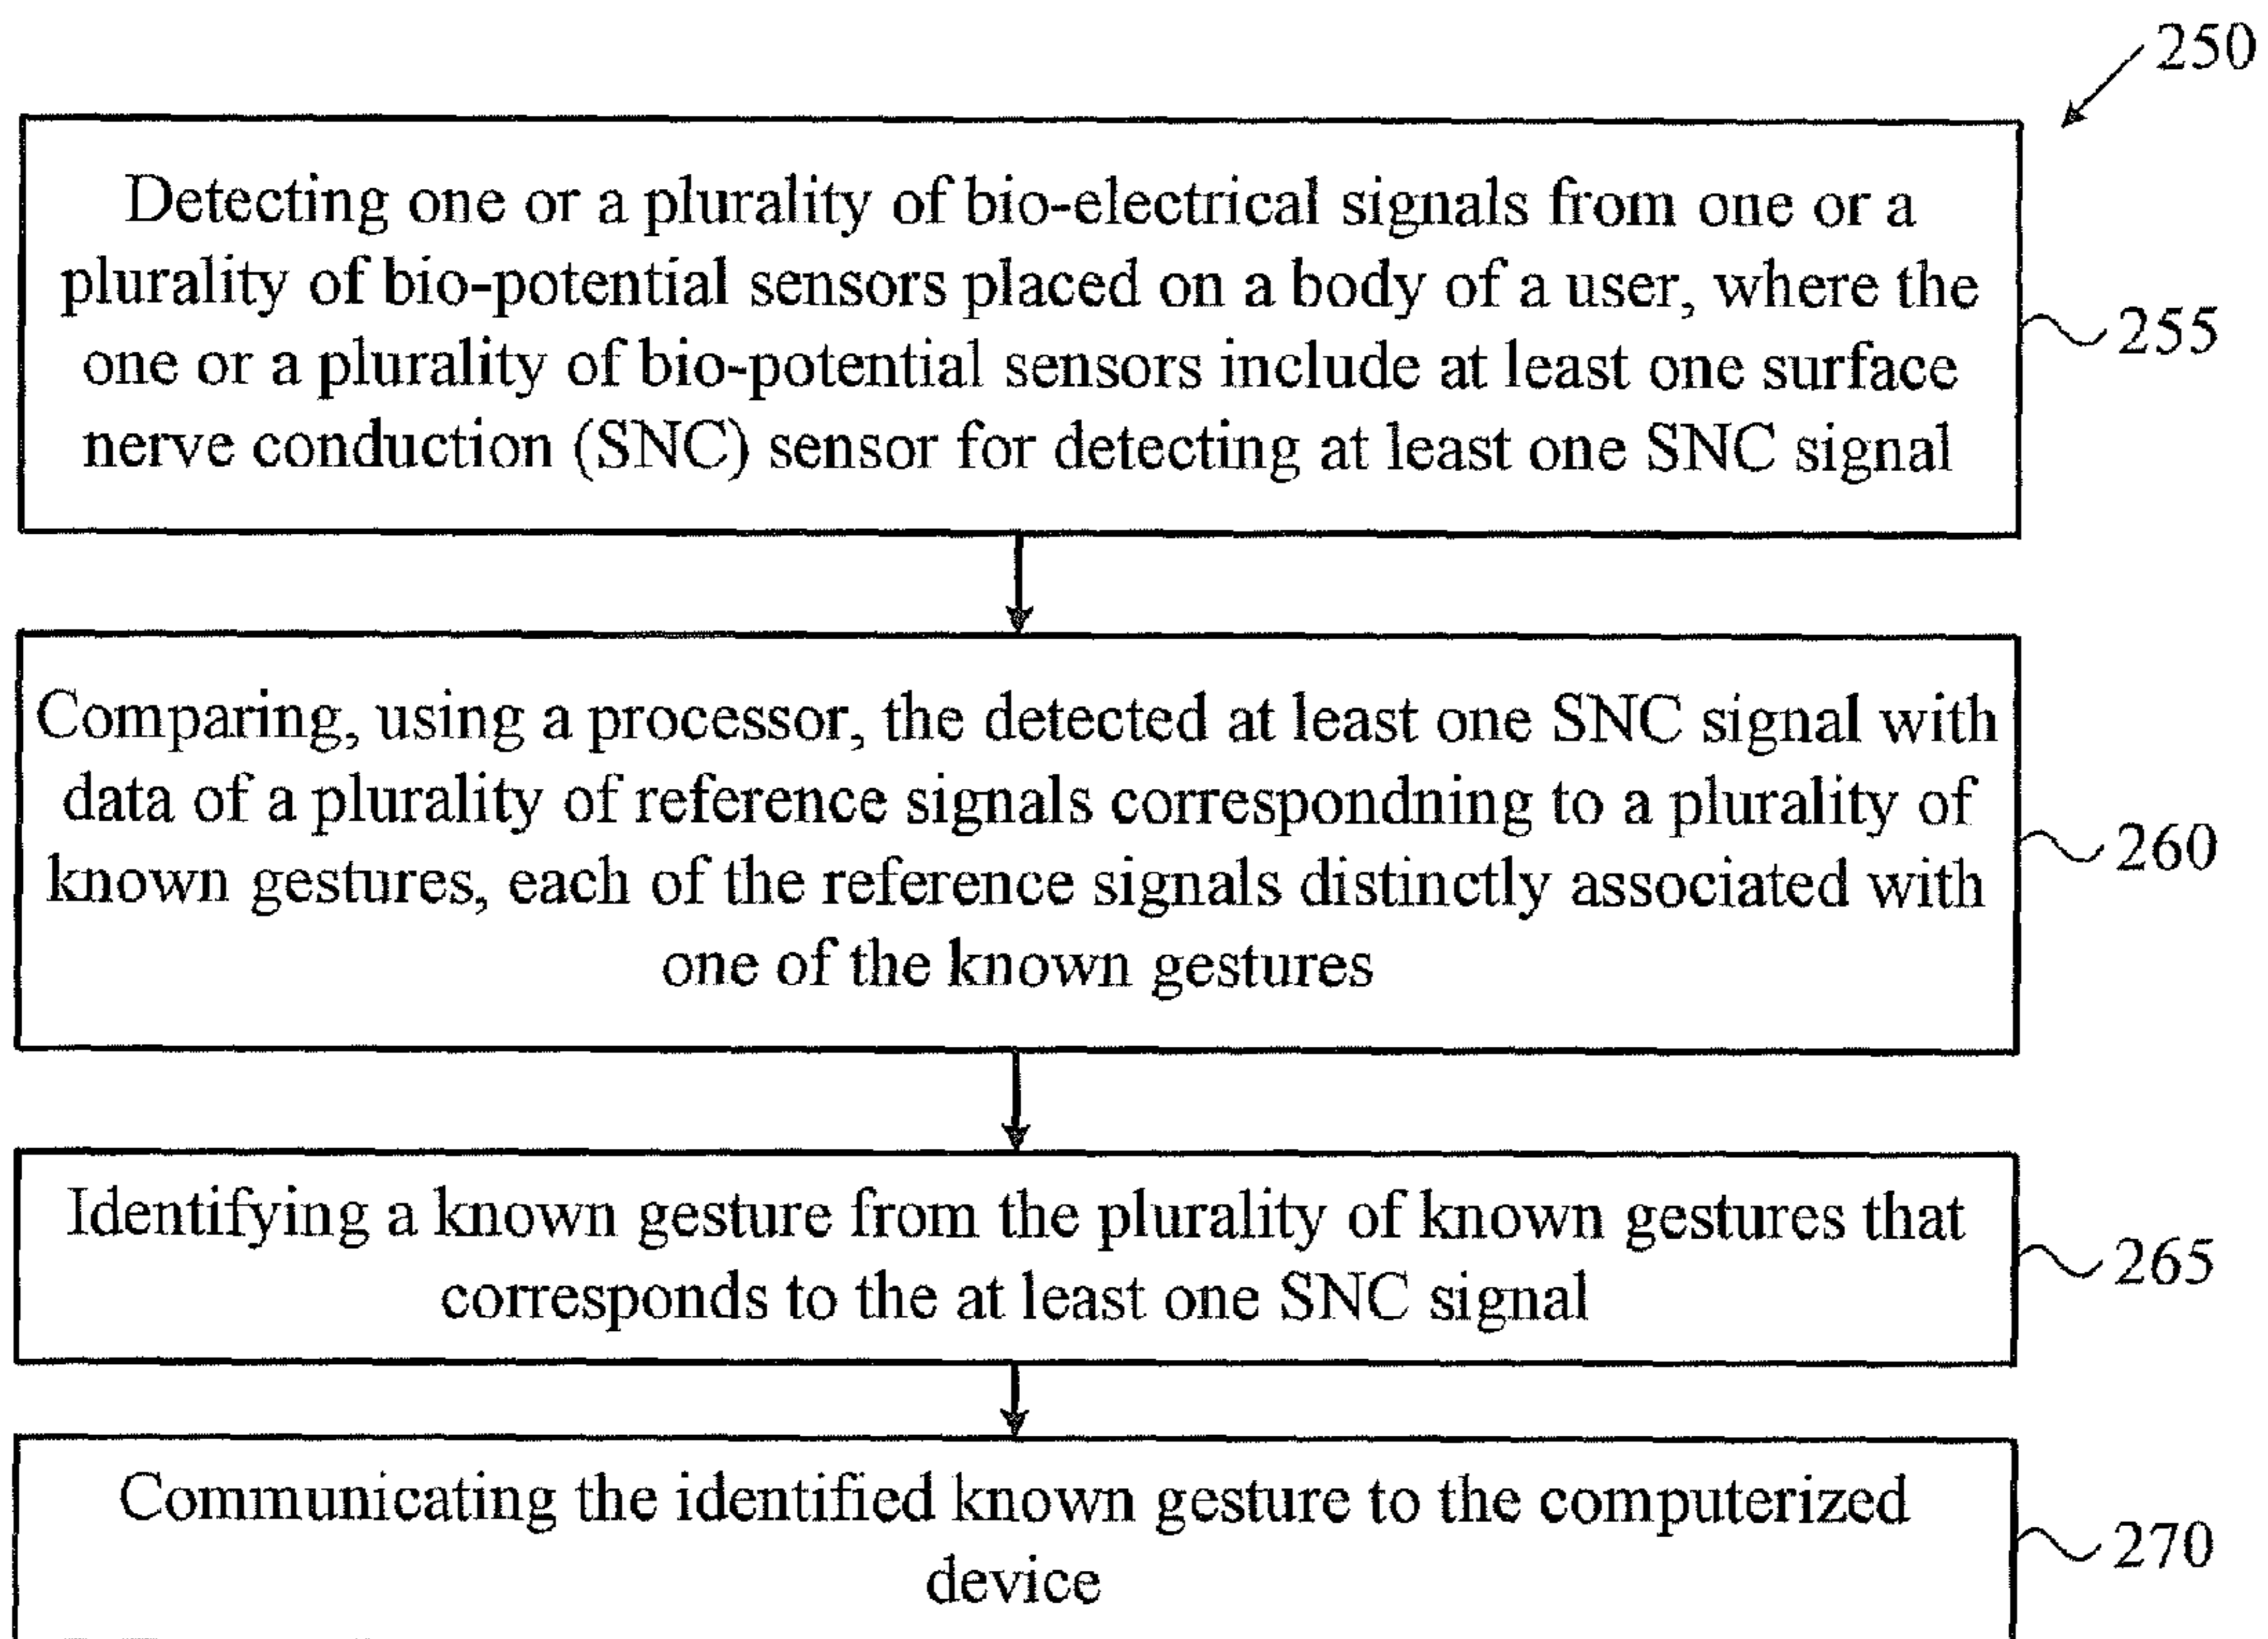 250
Detecting one or a plurality of bio-electrical signals from one or a
plurality of bio-potential sensors placed on a body of a user, where the
one or a plurality of bio-potential sensors include at least one surface
nerve conduction (SNC) sensor for detecting at least one SNC signal
255
Comparing, using a processor, the detected at least one SNC signal with
data of a plurality of reference signals correspondning to a plurality of
known gestures, each of the reference signals distinctly associated with
one of the known gestures
260
Identifying a known gesture from the plurality of known gestures that
corresponds to the at least one SNC signal
265
Communicating the identified known gesture to the computerized
device
270